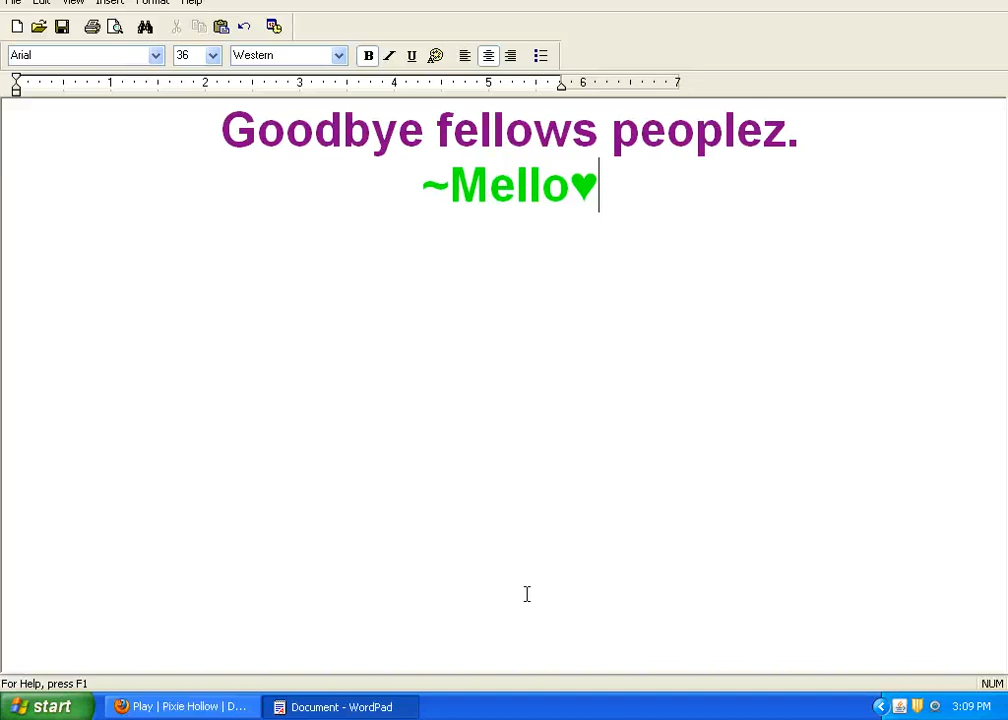 File Edit View Insert Format Help
Arial 36 Western B I U
1 2 3 4 5 6 7
Goodbye fellows peoplez.
~Mello♥
For Help, press F1 NUM
start Play | Pixie Hollow | D... Document - WordPad 3:09 PM